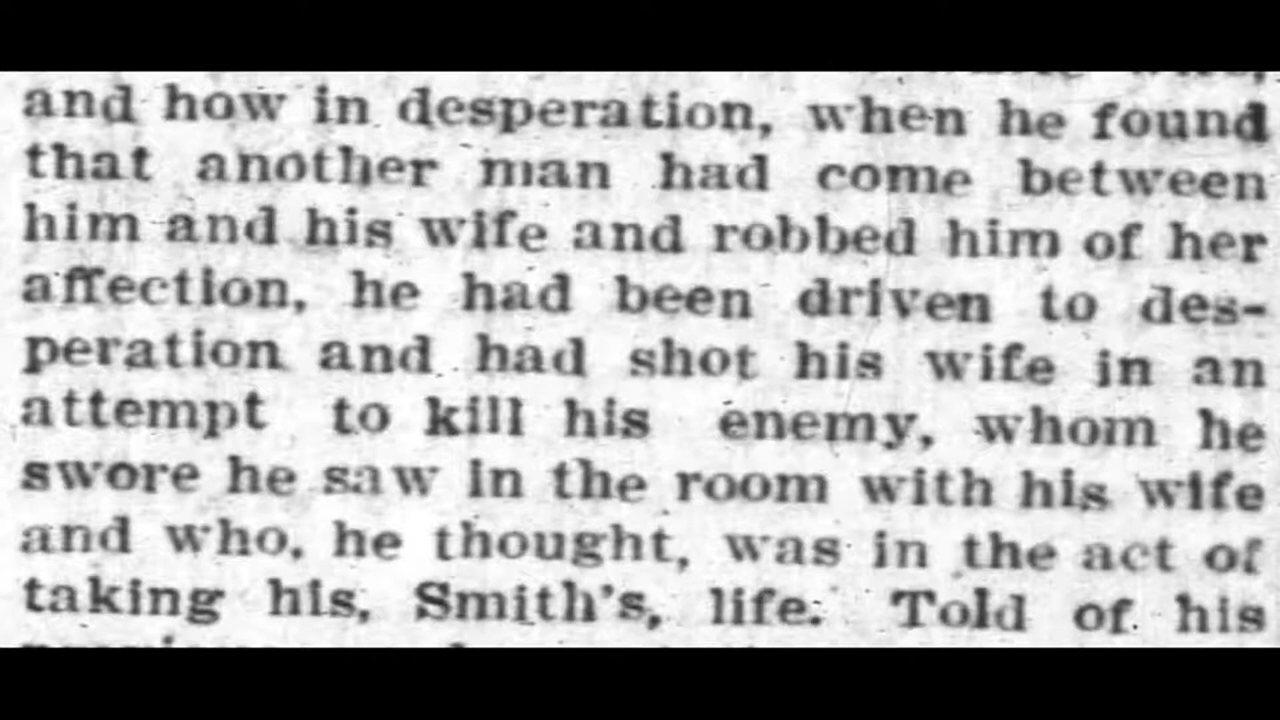 and how in desperation, when he found
that another man had come between
him and his wife and robbed him of her
affection, he had been driven to des-
peration and had shot his wife in an
attempt to kill his enemy, whom he
swore he saw in the room with his wife
and who, he thought, was in the act of
taking his, Smith's, life. Told of his